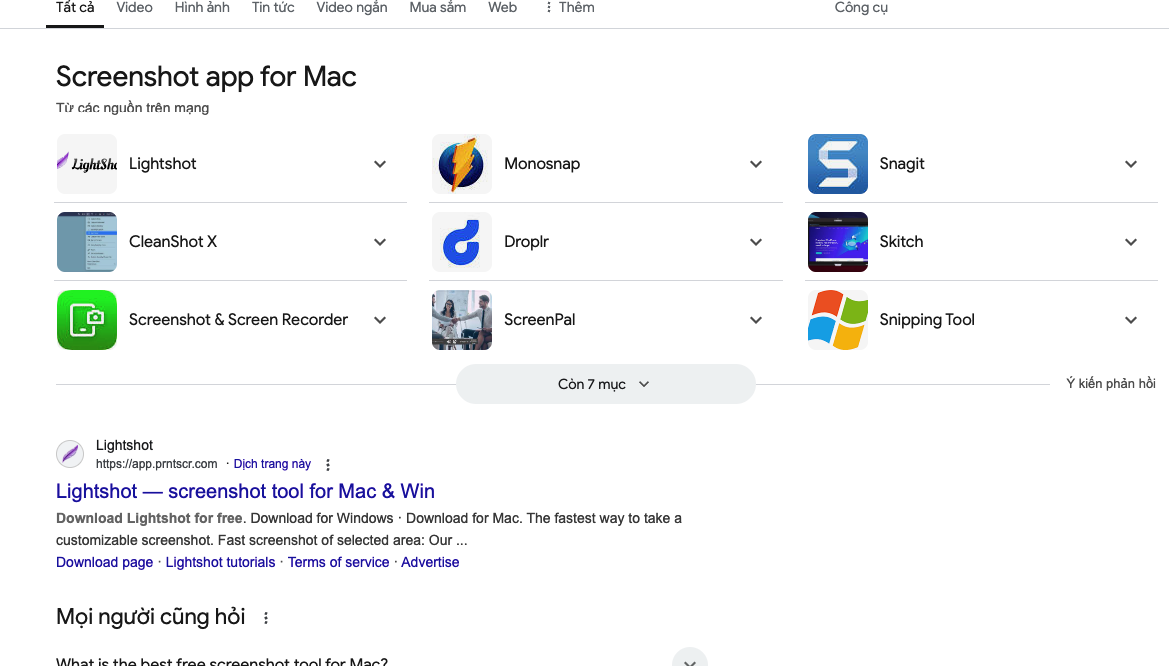 Tất cả Video Hình ảnh Tin tức Video ngắn Mua sắm Web Thêm Công cụ
Screenshot app for Mac
Từ các nguồn trên mạng
LightSh Lightshot Monosnap Snagit
CleanShot X Droplr Skitch
Screenshot & Screen Recorder ScreenPal Snipping Tool
Còn 7 mục Ý kiến phản hồi
Lightshot
https://app.prntscr.com · Dịch trang này
Lightshot — screenshot tool for Mac & Win
Download Lightshot for free. Download for Windows · Download for Mac. The fastest way to take a
customizable screenshot. Fast screenshot of selected area: Our ...
Download page · Lightshot tutorials · Terms of service · Advertise
Mọi người cũng hỏi
What is the best free screenshot tool for Mac?